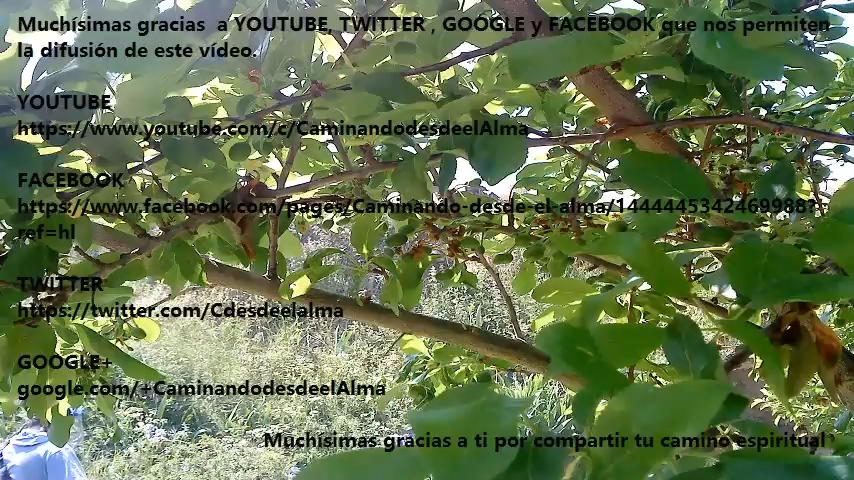 Muchísimas gracias a YOUTUBE, TWITTER , GOOGLE y FACEBOOK que nos permiten
la difusión de este vídeo.
YOUTUBE
https://www.youtube.com/c/CaminandodesdeelAlma
FACEBOOK
https://www.facebook.com/pages/Caminando-desde-el-alma/1444445342469988?
ref=hl
TWITTER
https://twitter.com/Cdesdeelalma
GOOGLE+
google.com/+CaminandodesdeelAlma
Muchísimas gracias a ti por compartir tu camino espiritual